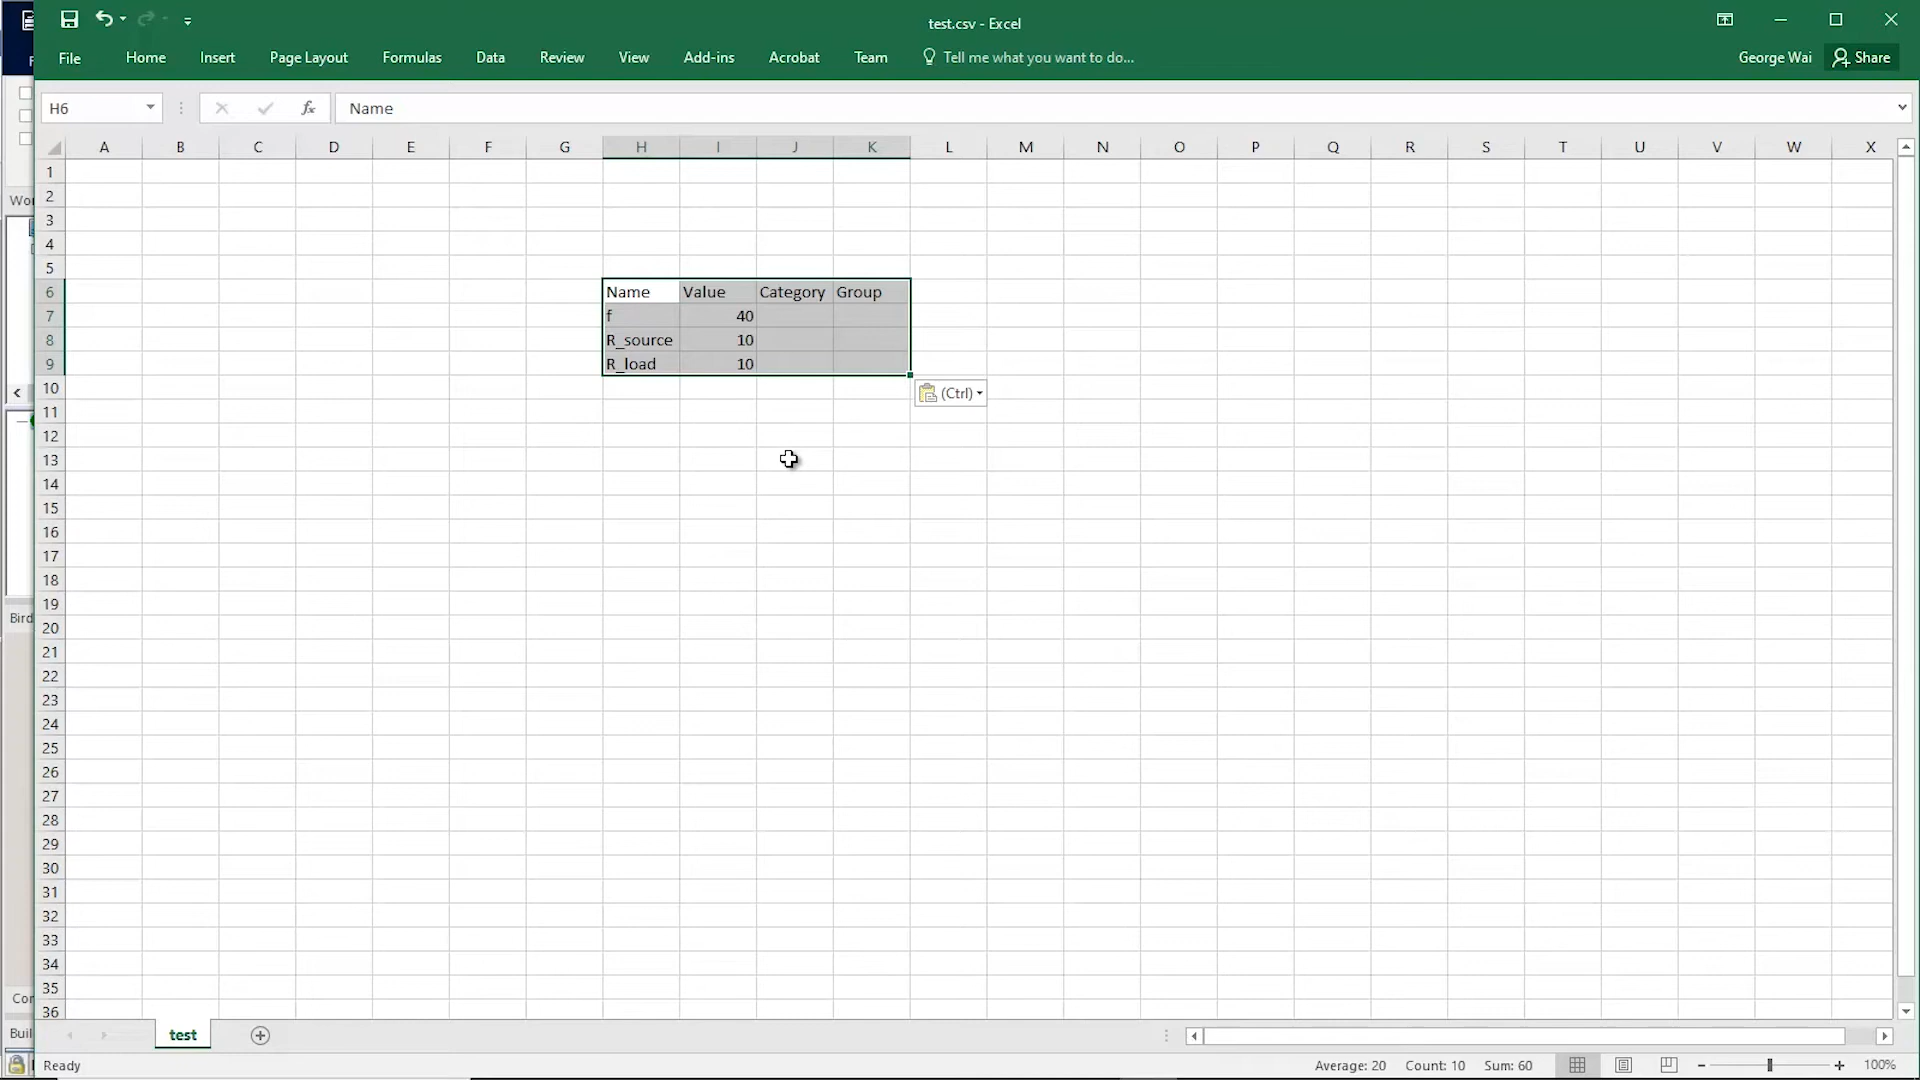 test.csv - Excel
File Home Insert Page Layout Formulas Data Review View Add-ins Acrobat Team Tell me what you want to do... George Wai Share
H6 fx Name
A B C D E F G H I J K L M N O P Q R S T U V W X
1
2
3
4
5
6 Name Value Category Group
7 f 40
8 R_source 10
9 R_load 10
10 (Ctrl)
11
12
13
14
15
16
17
18
19
20
21
22
23
24
25
26
27
28
29
30
31
32
33
34
35
36
Wor
Bird
Cor
Buil
test
Ready Average: 20 Count: 10 Sum: 60 100%